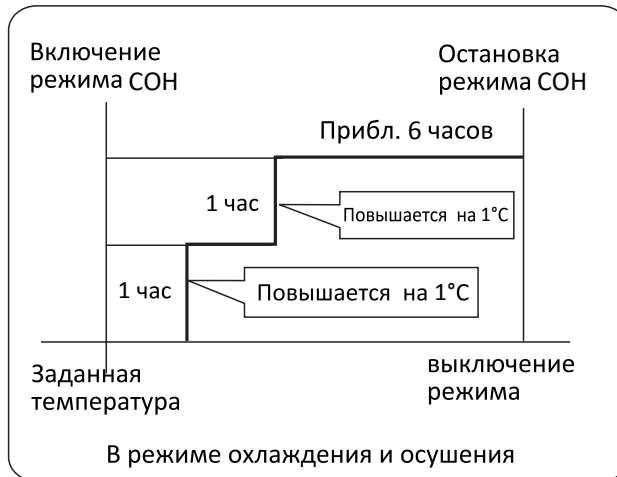 Включение
режима СОН
Остановка
режима СОН
Прибл. 6 часов
1 час
Повышается на 1°С
1 час
Повышается на 1°С
Заданная
температура
выключение
режима
В режиме охлаждения и осушения